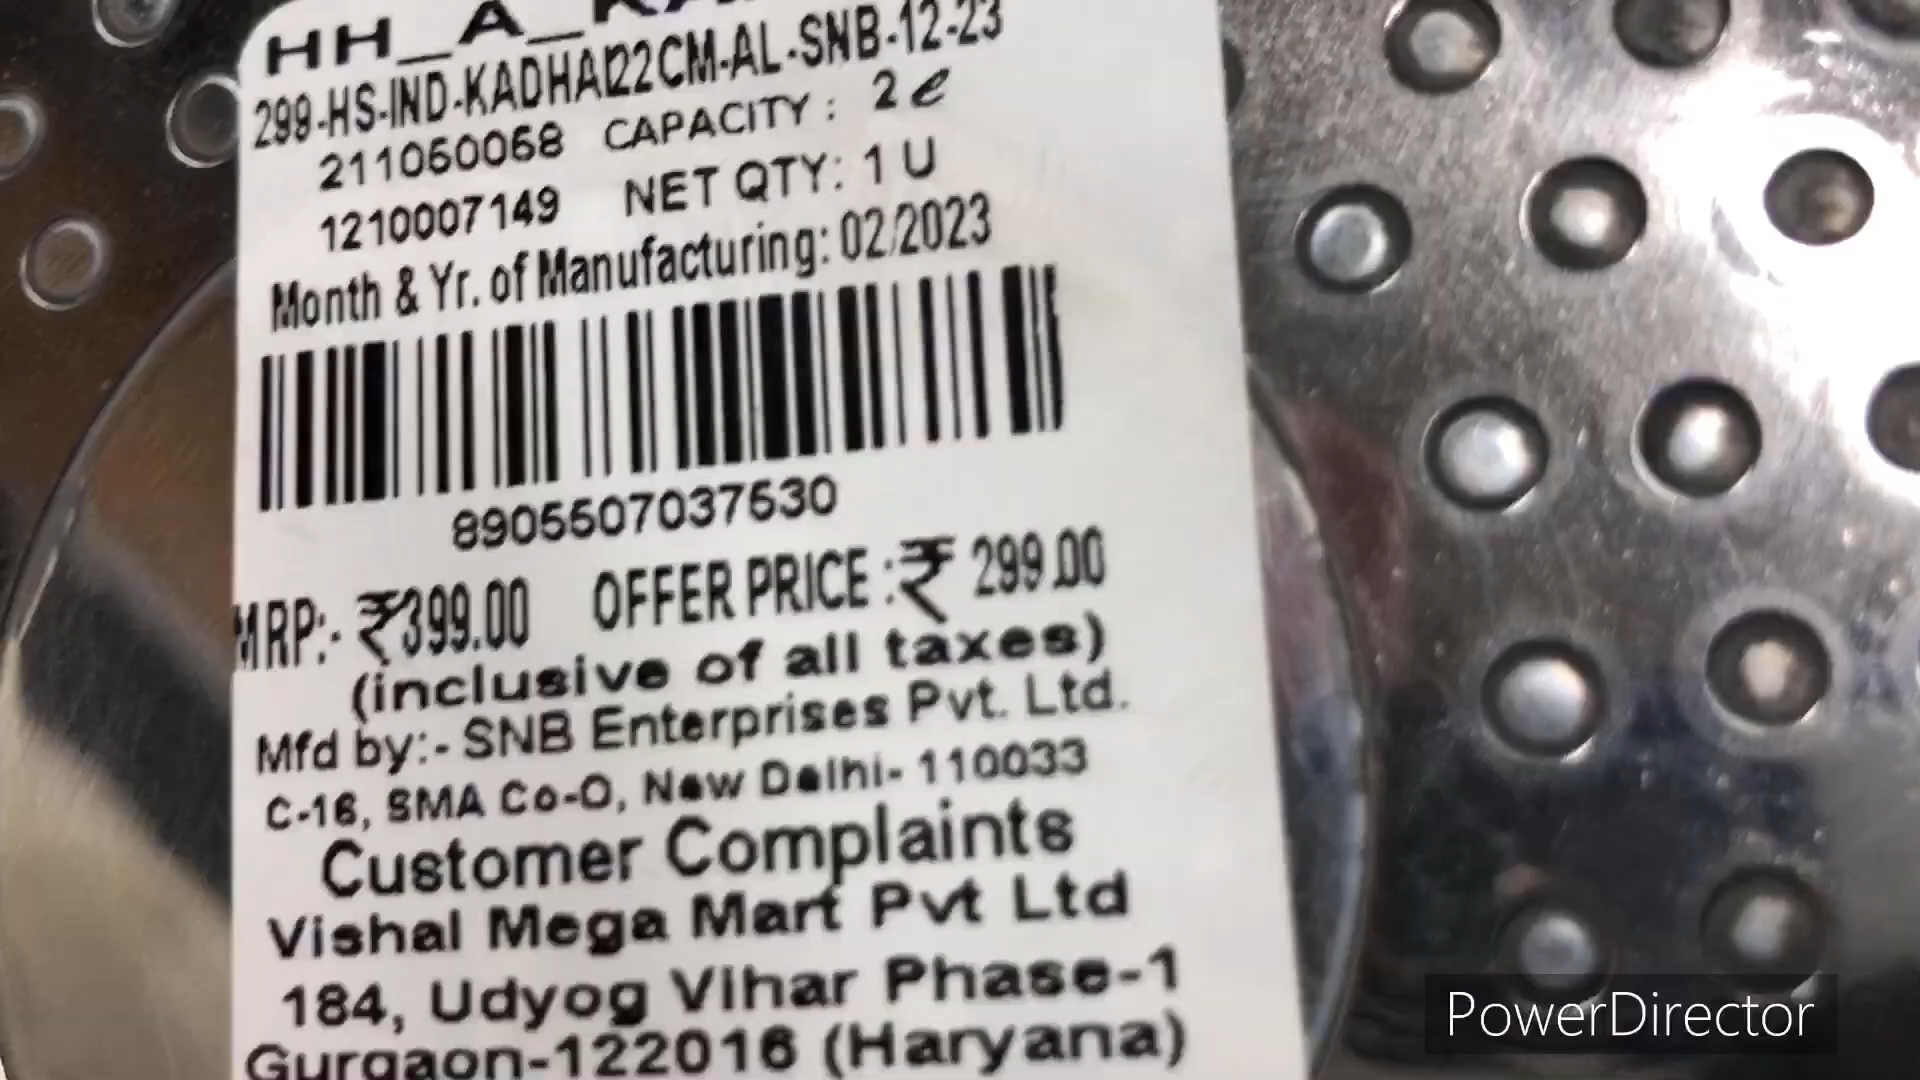 HH_A_KA
299-HS-IND-KADHAI22CM-AL-SNB-12-23
211050068 CAPACITY : 2 ℓ
1210007149 NET QTY: 1 U
Month & Yr. of Manufacturing: 02/2023
8905507037530
MRP:- ₹399.00 OFFER PRICE :₹ 299.00
(inclusive of all taxes)
Mfd by:- SNB Enterprises Pvt. Ltd.
C-16, SMA Co-O, New Delhi- 110033
Customer Complaints
Vishal Mega Mart Pvt Ltd
184, Udyog Vihar Phase-1
Gurgaon-122016 (Haryana)
PowerDirector